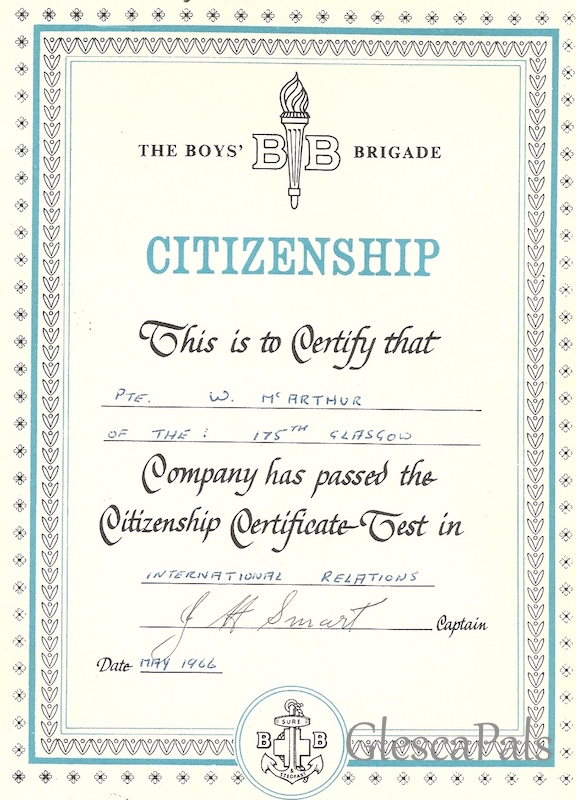 THE BOYS' BB BRIGADE
CITIZENSHIP
This is to Certify that
PTE. W. McARTHUR
OF THE: 175TH GLASGOW
Company has passed the
Citizenship Certificate Test in
INTERNATIONAL RELATIONS
J H Smart Captain
Date MAY 1966
SURE
B B
& STEDFAST
GlescaPals